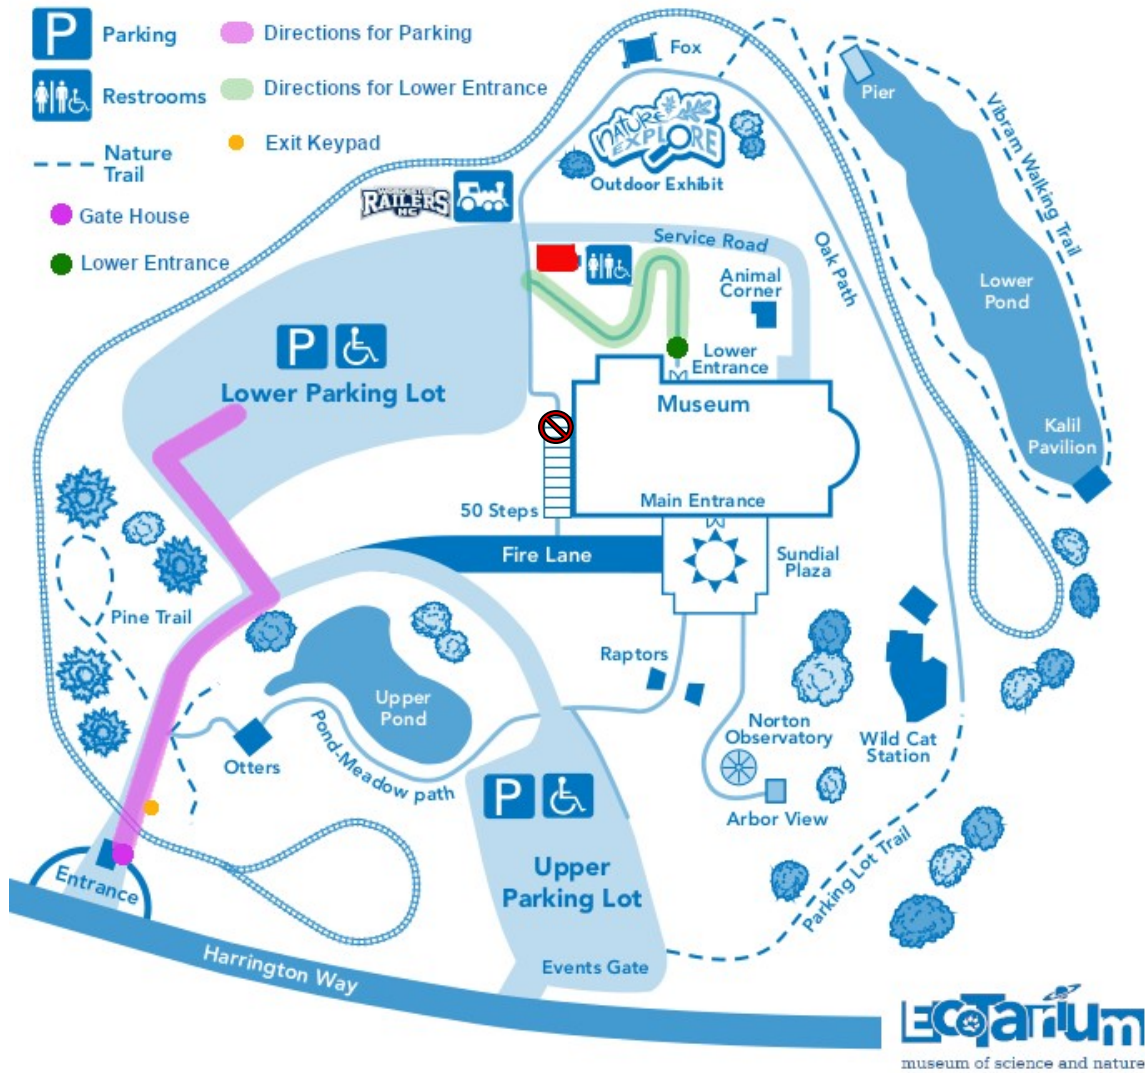 P
Parking
Directions for Parking
Restrooms
Directions for Lower Entrance
Nature
Trail
Exit Keypad
Gate House
Lower Entrance
Fox
Pier
NATURE
EXPLORE
Outdoor Exhibit
Vibram Walking Trail
WORCESTER
RAILERS
HC
Service Road
Oak Path
Animal
Corner
Lower
Pond
P
Lower Parking Lot
Lower
Entrance
Museum
Kalil
Pavilion
Main Entrance
50 Steps
Fire Lane
Sundial
Plaza
Pine Trail
Raptors
Upper
Pond
Norton
Observatory
Wild Cat
Station
Otters
Pond-Meadow path
P
Arbor View
Upper
Parking Lot
Parking Lot Trail
Entrance
Harrington Way
Events Gate
EcoTarium
museum of science and nature